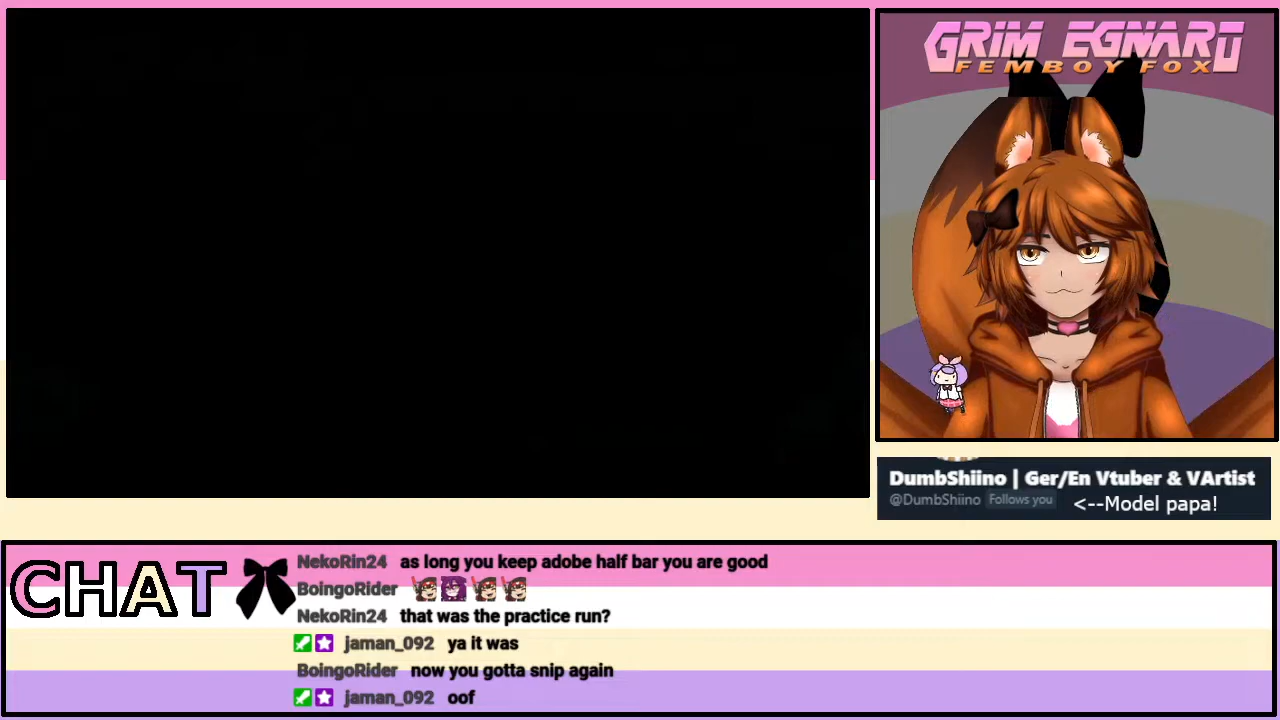 GRIM EGNART
FEMBOY FOX
DumbShiino | Ger/En Vtuber & VArtist
@DumbShiino Follows you <--Model papa!
CHAT
NekoRin24 as long you keep adobe half bar you are good
BoingoRider
NekoRin24 that was the practice run?
jaman_092 ya it was
BoingoRider now you gotta snip again
jaman_092 oof